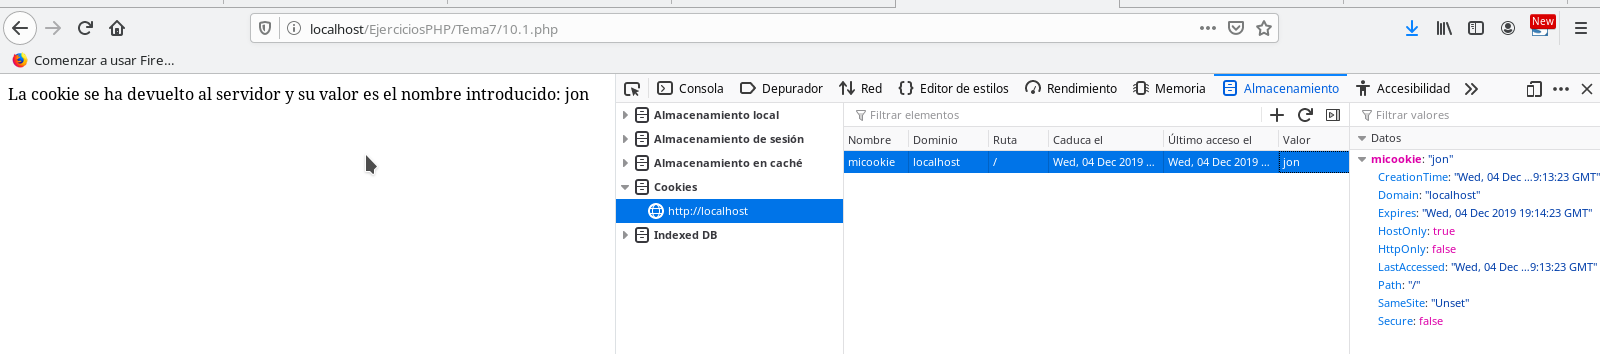 localhost/EjerciciosPHP/Tema7/10.1.php
New
Comenzar a usar Fire...
La cookie se ha devuelto al servidor y su valor es el nombre introducido: jon
Consola Depurador Red Editor de estilos Rendimiento Memoria Almacenamiento Accesibilidad
Almacenamiento local
Almacenamiento de sesión
Almacenamiento en caché
Cookies
http://localhost
Indexed DB
Filtrar elementos
Nombre Dominio Ruta Caduca el Último acceso el Valor
micookie localhost / Wed, 04 Dec 2019 ... Wed, 04 Dec 2019 ... jon
Filtrar valores
Datos
micookie: "jon"
CreationTime: "Wed, 04 Dec ...9:13:23 GMT"
Domain: "localhost"
Expires: "Wed, 04 Dec 2019 19:14:23 GMT"
HostOnly: true
HttpOnly: false
LastAccessed: "Wed, 04 Dec ...9:13:23 GMT"
Path: "/"
SameSite: "Unset"
Secure: false